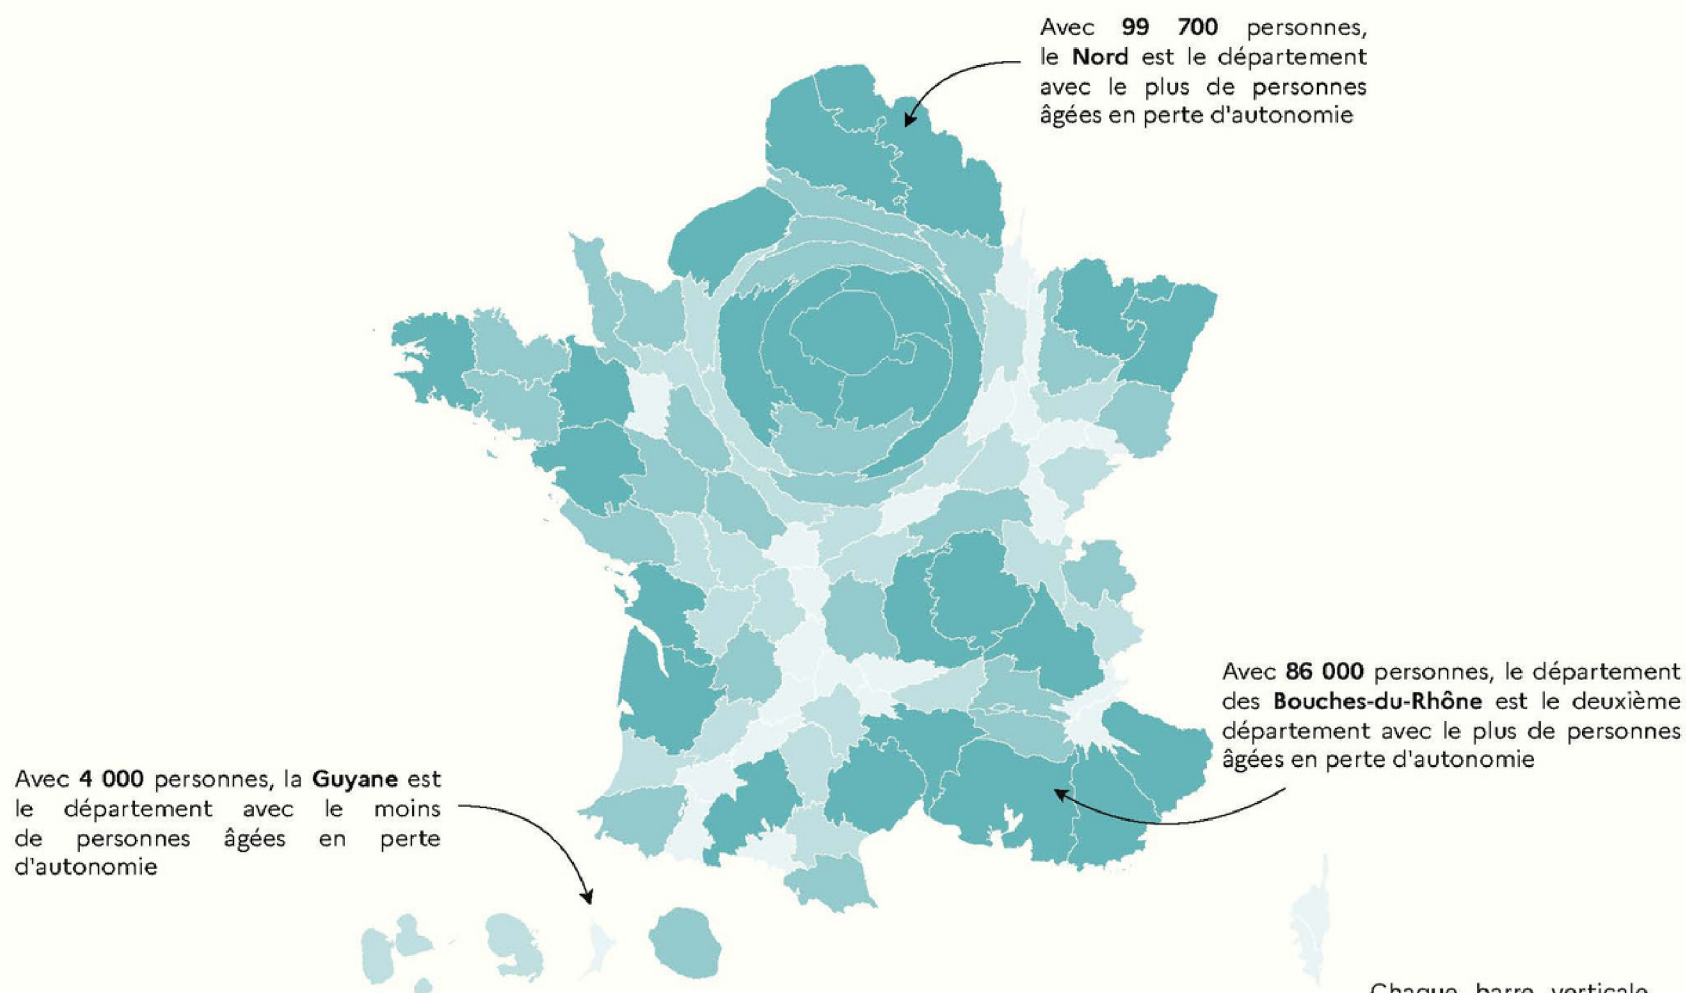 Avec 99 700 personnes,
le Nord est le département
avec le plus de personnes
âgées en perte d'autonomie
Avec 86 000 personnes, le département
des Bouches-du-Rhône est le deuxième
département avec le plus de personnes
âgées en perte d'autonomie
Avec 4 000 personnes, la Guyane est
le département avec le moins
de personnes âgées en perte
d'autonomie
Chaque barre verticale